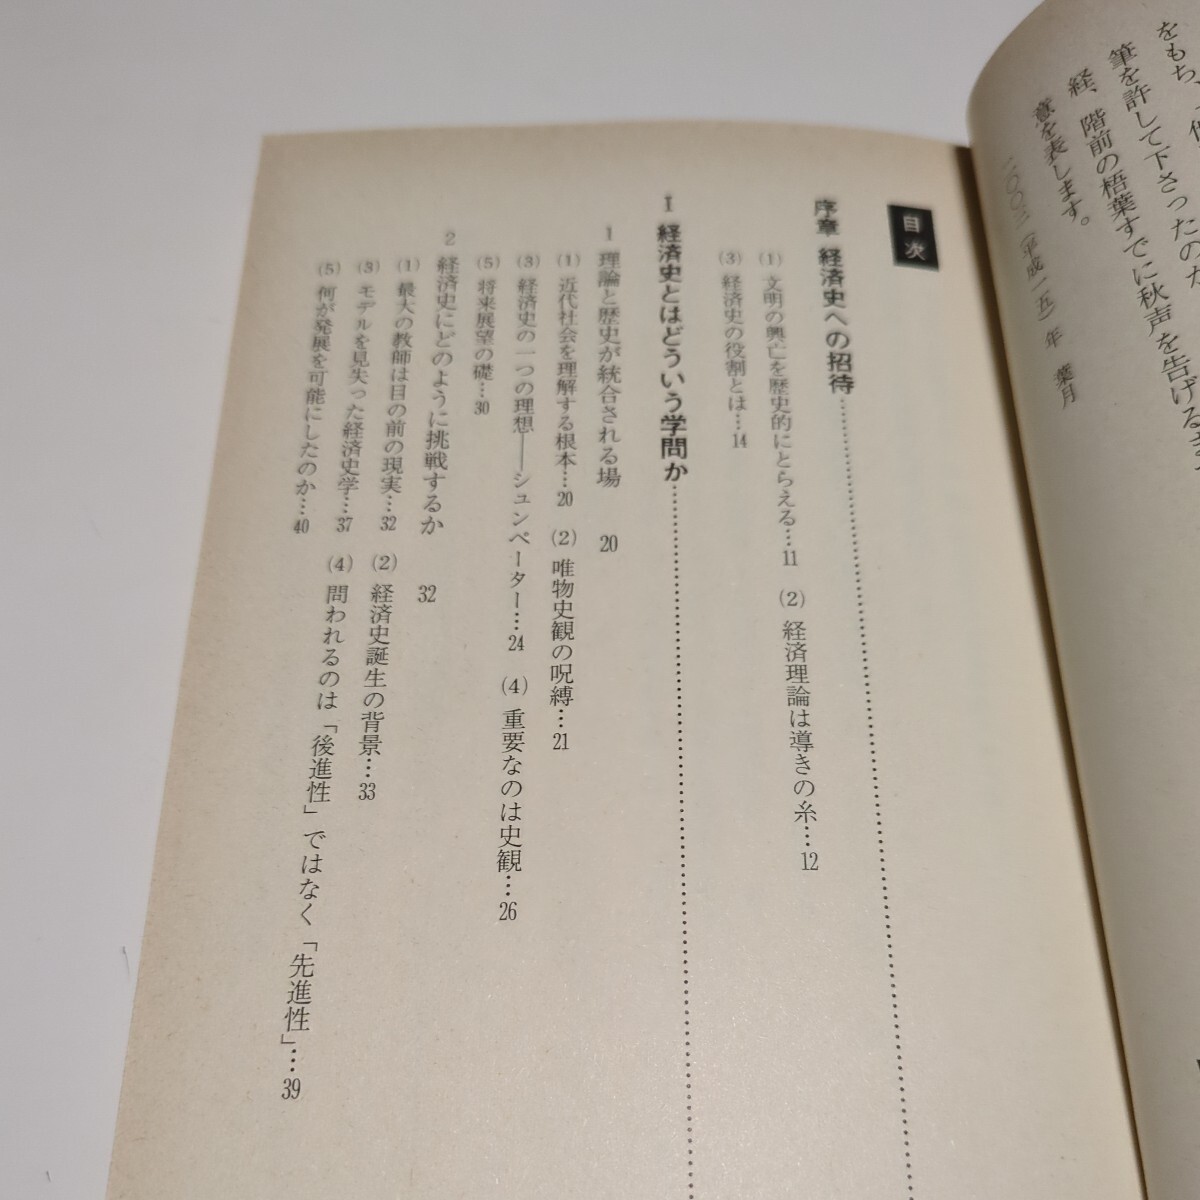 をもち、
筆を許して下さったのか
経、階前の梧葉すでに秋声を告げる
意を表します。
二〇〇三（平成一五）年 葉月
目次
序章 経済史への招待……
(1) 文明の興亡を歴史的にとらえる…11 (2) 経済理論は導きの糸…12
(3) 経済史の役割とは…14
I 経済史とはどういう学問か……
1 理論と歴史が統合される場 20
(1) 近代社会を理解する根本…20 (2) 唯物史観の呪縛…21
(3) 経済史の一つの理想――シュンペーター…24 (4) 重要なのは史観…26
(5) 将来展望の礎…30
2 経済史にどのように挑戦するか 32
(1) 最大の教師は目の前の現実…32 (2) 経済史誕生の背景…33
(3) モデルを見失った経済史学…37 (4) 問われるのは「後進性」ではなく「先進性」…39
(5) 何が発展を可能にしたのか…40